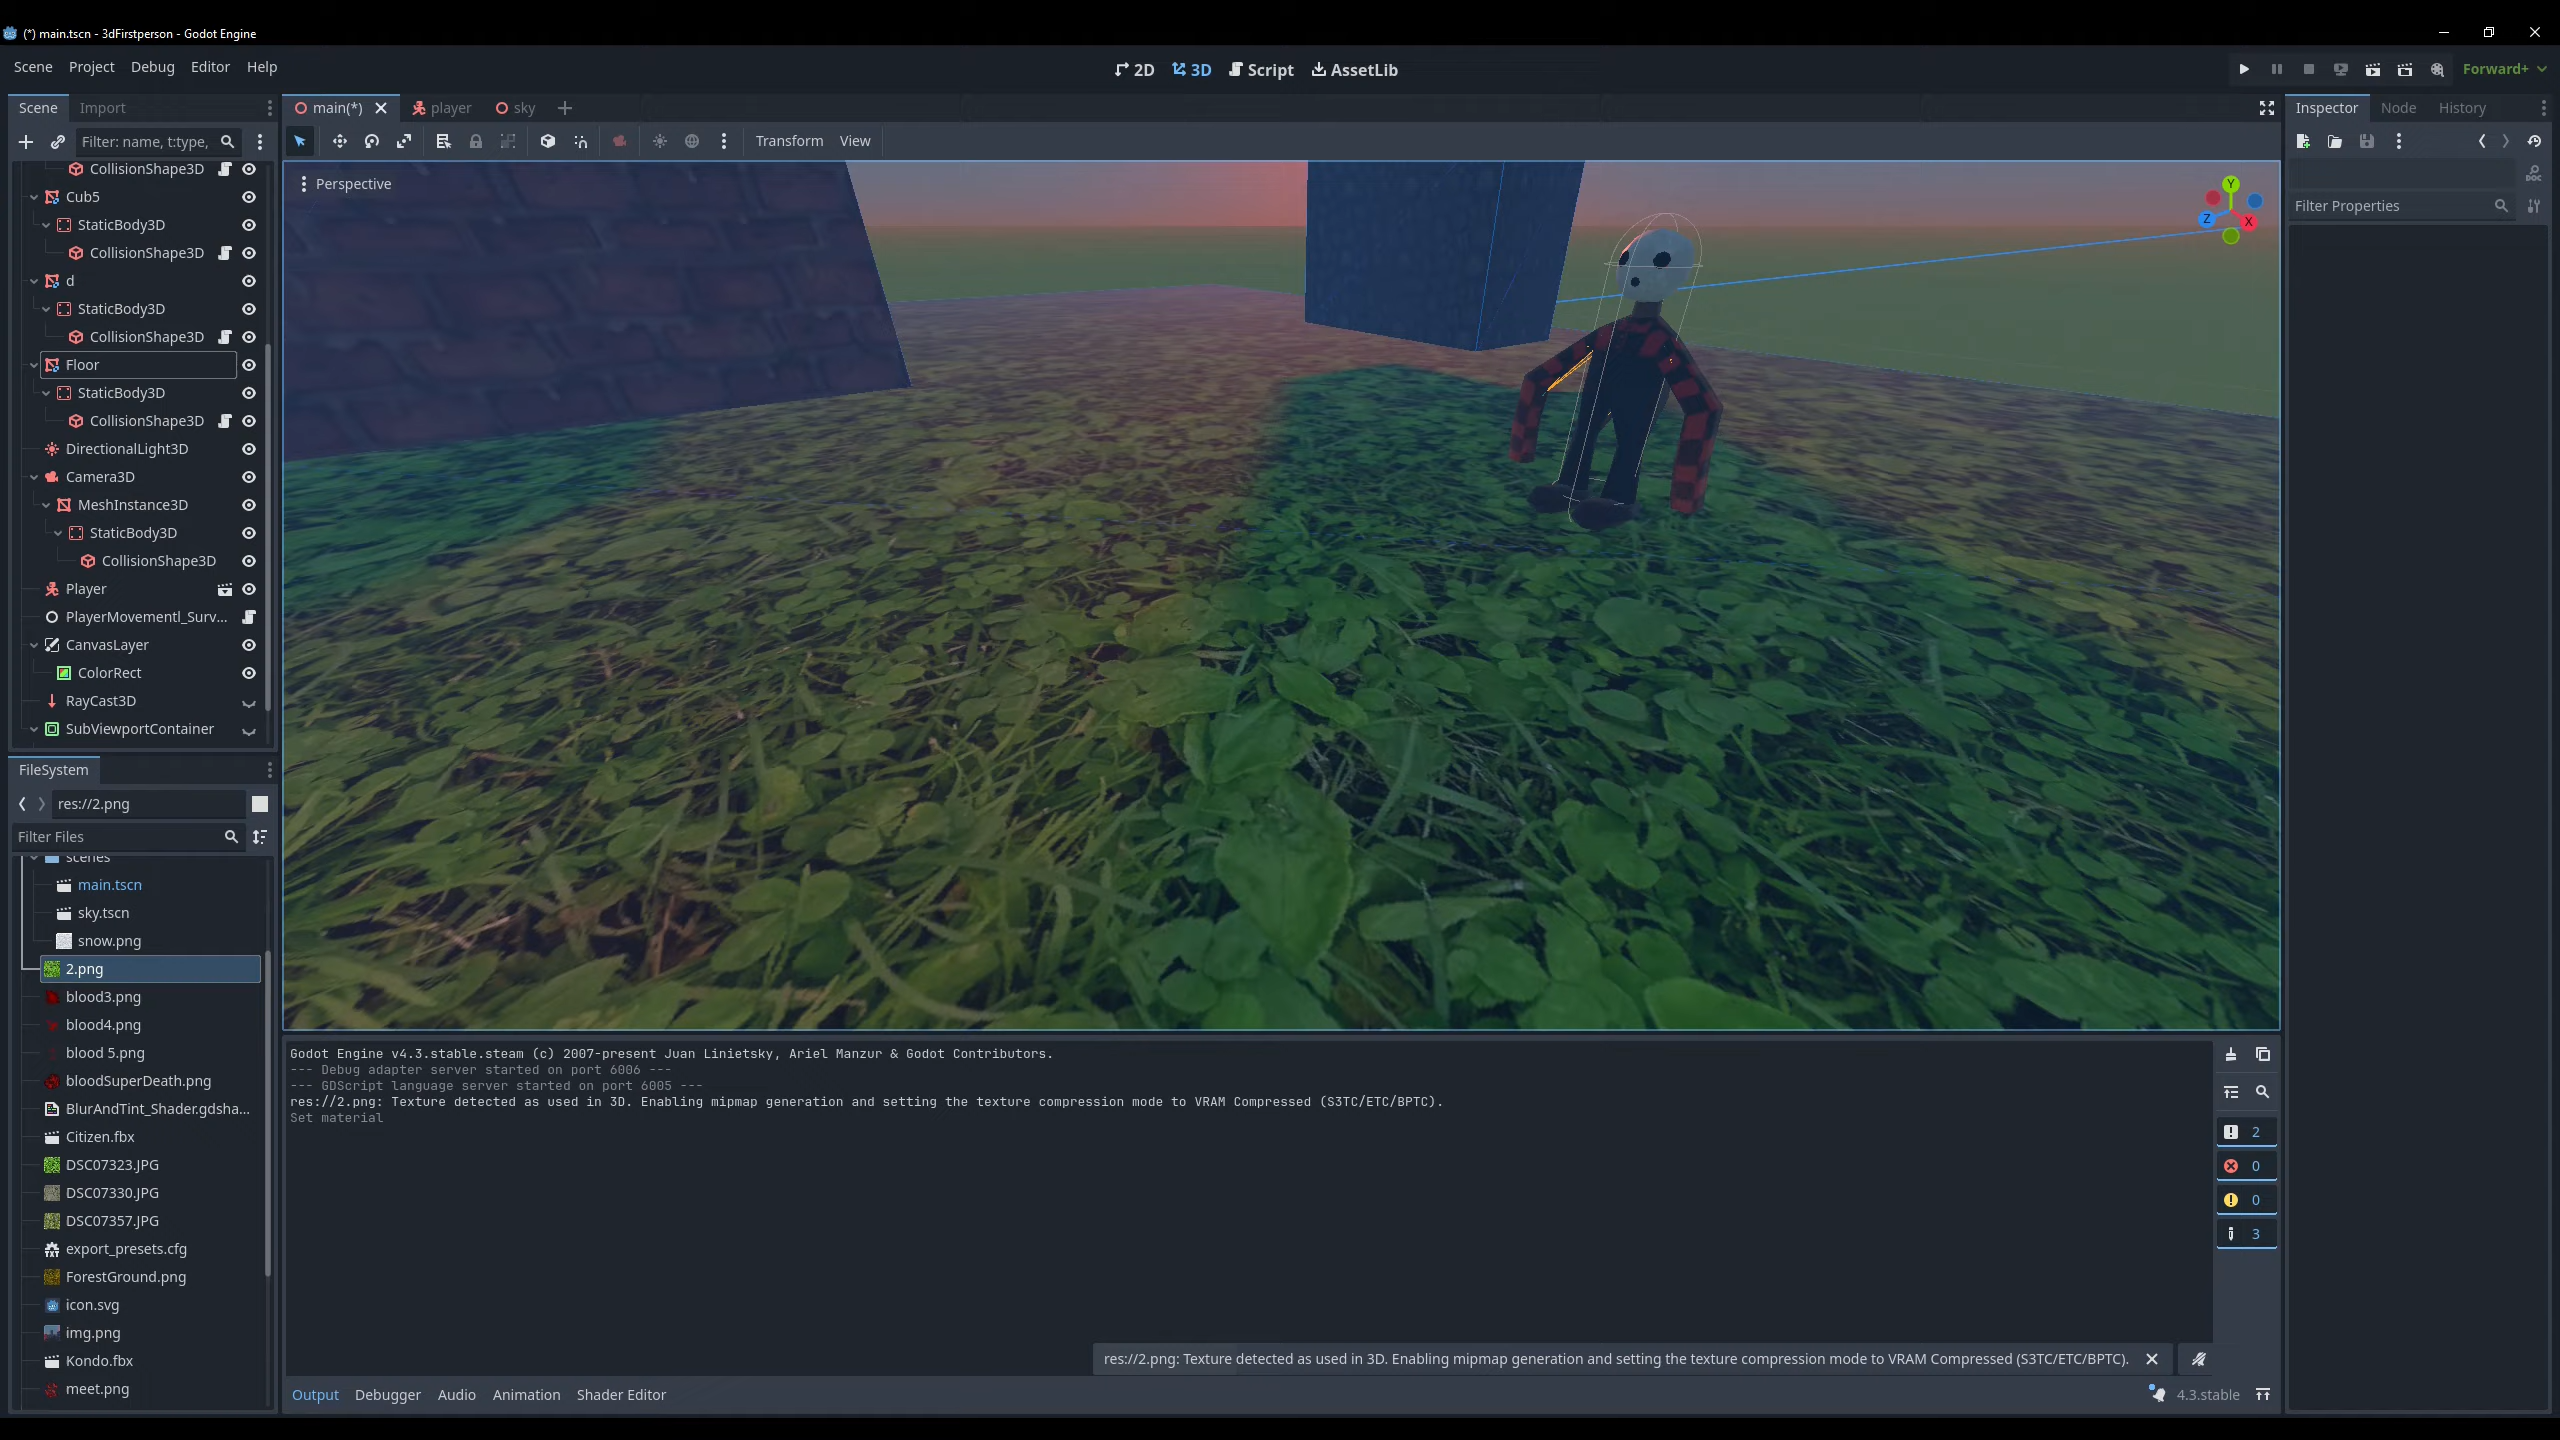 (*) main.tscn - 3dFirstperson - Godot Engine
Scene Project Debug Editor Help
2D 3D Script AssetLib
Forward+
Scene Import
main(*) player sky
Inspector Node History
Filter: name, t:type,
Transform View
Perspective
Filter Properties
DOC
Y
Z
X
CollisionShape3D
Cub5
StaticBody3D
CollisionShape3D
d
StaticBody3D
CollisionShape3D
Floor
StaticBody3D
CollisionShape3D
DirectionalLight3D
Camera3D
MeshInstance3D
StaticBody3D
CollisionShape3D
Player
PlayerMovementl_Surv...
CanvasLayer
ColorRect
RayCast3D
SubViewportContainer
FileSystem
res://2.png
Filter Files
scenes
main.tscn
sky.tscn
snow.png
2.png
blood3.png
blood4.png
blood 5.png
bloodSuperDeath.png
BlurAndTint_Shader.gdsha...
Citizen.fbx
DSC07323.JPG
DSC07330.JPG
DSC07357.JPG
export_presets.cfg
ForestGround.png
icon.svg
img.png
Kondo.fbx
meet.png
Godot Engine v4.3.stable.steam (c) 2007-present Juan Linietsky, Ariel Manzur & Godot Contributors.
--- Debug adapter server started on port 6006 ---
--- GDScript language server started on port 6005 ---
res://2.png: Texture detected as used in 3D. Enabling mipmap generation and setting the texture compression mode to VRAM Compressed (S3TC/ETC/BPTC).
Set material
2
0
0
3
res://2.png: Texture detected as used in 3D. Enabling mipmap generation and setting the texture compression mode to VRAM Compressed (S3TC/ETC/BPTC).
Output Debugger Audio Animation Shader Editor
4.3.stable